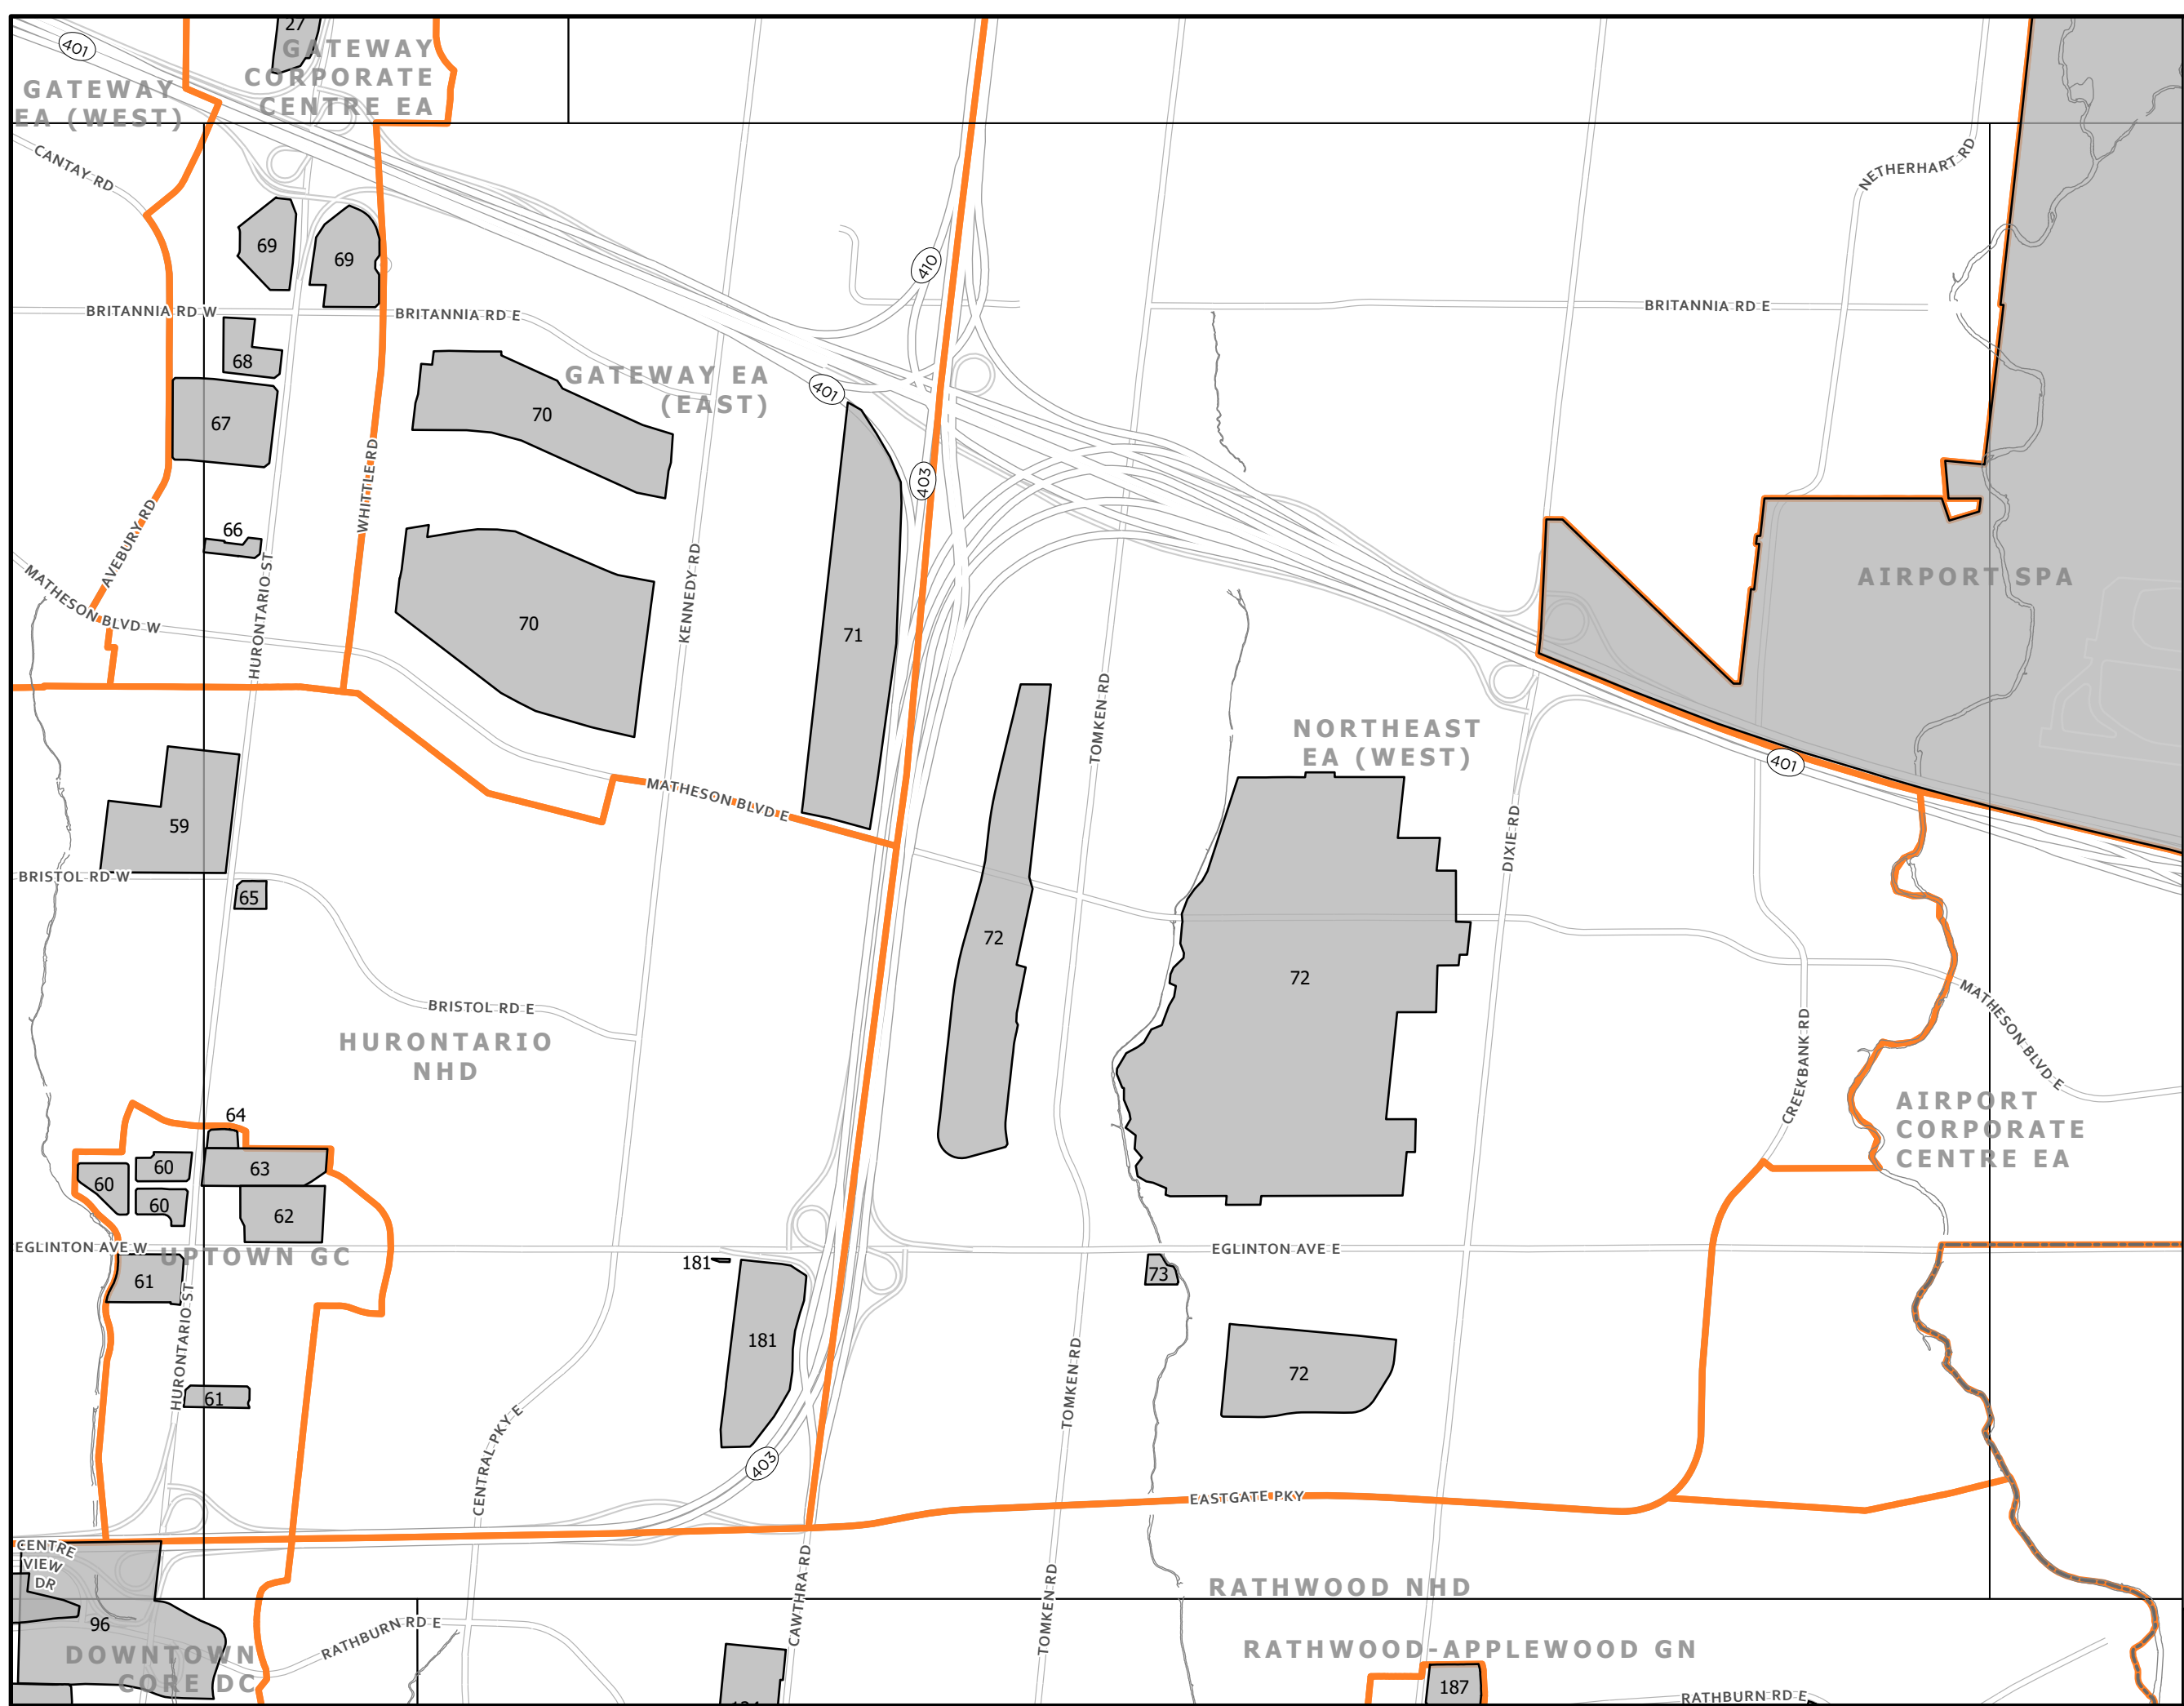 27
401
GATEWAY
CORPORATE
CENTRE EA
GATEWAY
EA (WEST)
CANTAY RD
NETHERHART RD
69
69
410
BRITANNIA RD W
BRITANNIA RD E
BRITANNIA RD E
68
GATEWAY EA
(EAST)
401
67
70
WHITTLE RD
403
AVEBURY RD
66
HURONTARIO ST
KENNEDY RD
MATHESON BLVD W
70
71
AIRPORT SPA
TOMKEN RD
NORTHEAST
EA (WEST)
401
MATHESON BLVD E
59
DIXIE RD
BRISTOL RD W
65
72
72
MATHESON BLVD E
BRISTOL RD E
HURONTARIO
NHD
CREEKBANK RD
AIRPORT
CORPORATE
CENTRE EA
64
60
63
60
60
62
EGLINTON AVE W
UPTOWN GC
EGLINTON AVE E
181
73
61
HURONTARIO ST
181
TOMKEN RD
72
61
CENTRAL PKY E
403
EASTGATE PKY
CENTRE
VIEW
DR
CAWTHRA RD
TOMKEN RD
RATHWOOD NHD
96
RATHBURN RD E
DOWNTOWN
CORE DC
RATHWOOD-APPLEWOOD GN
187
RATHBURN RD E